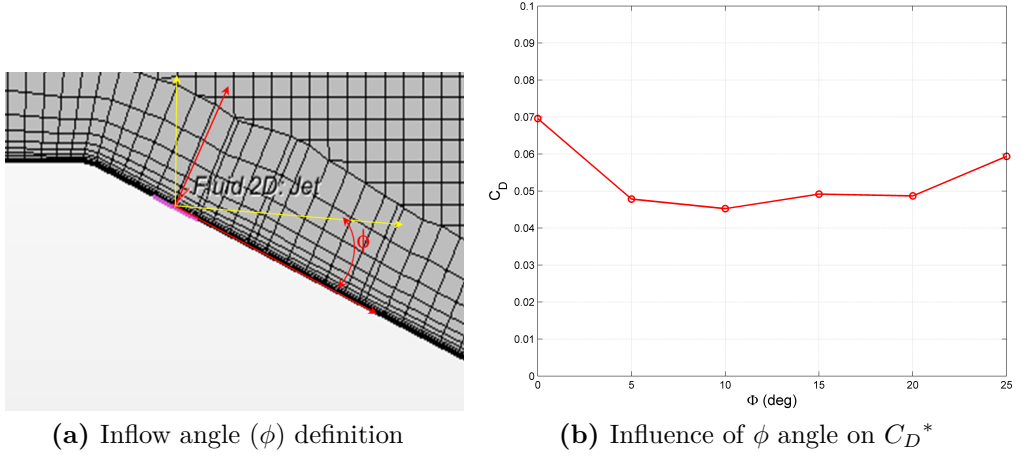 Fluid 2D: Jet
ϕ
0.1
0.09
0.08
0.07
0.06
0.05
0.04
0.03
0.02
0.01
0
C_D
0 5 10 15 20 25
Φ (deg)
(a) Inflow angle (ϕ) definition
(b) Influence of ϕ angle on C_D*